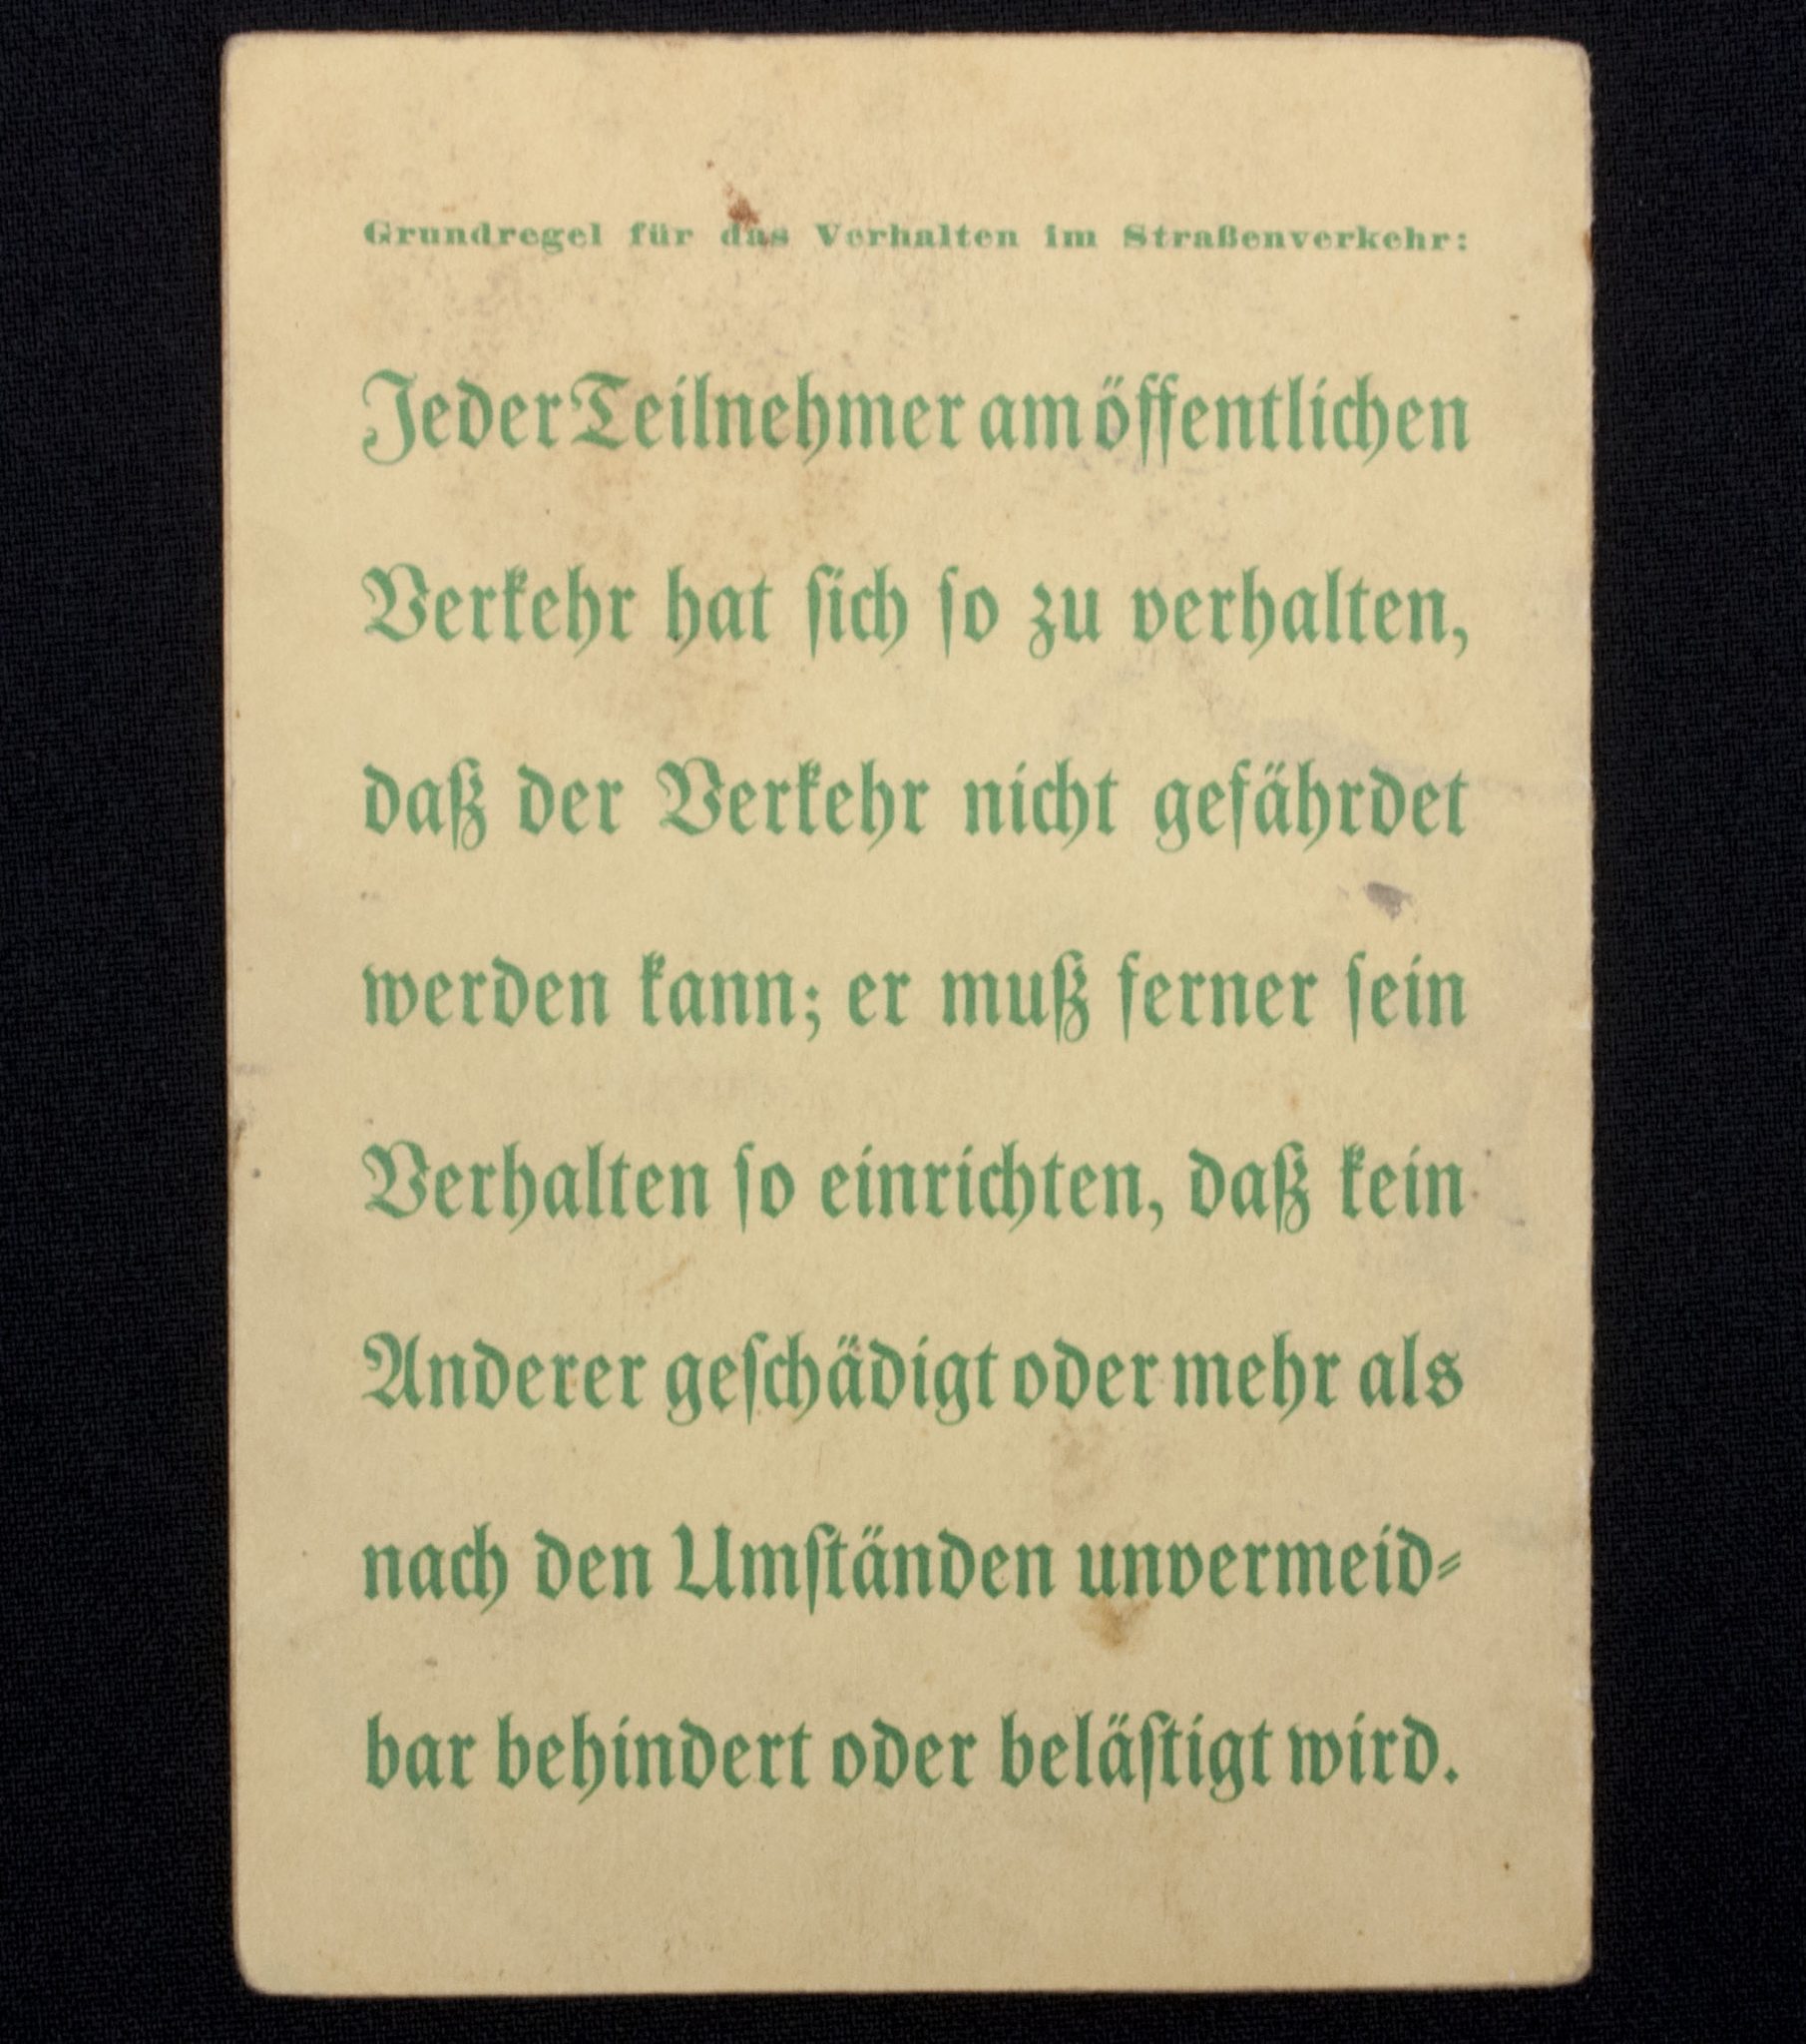 Grundregel für das Verhalten im Straßenverkehr:
Jeder Teilnehmer am öffentlichen
Verkehr hat ſich ſo zu verhalten,
daß der Verkehr nicht gefährdet
werden kann; er muß ferner ſein
Verhalten ſo einrichten, daß kein
Anderer geſchädigt oder mehr als
nach den Umſtänden unvermeid⸗
bar behindert oder beläſtigt wird.